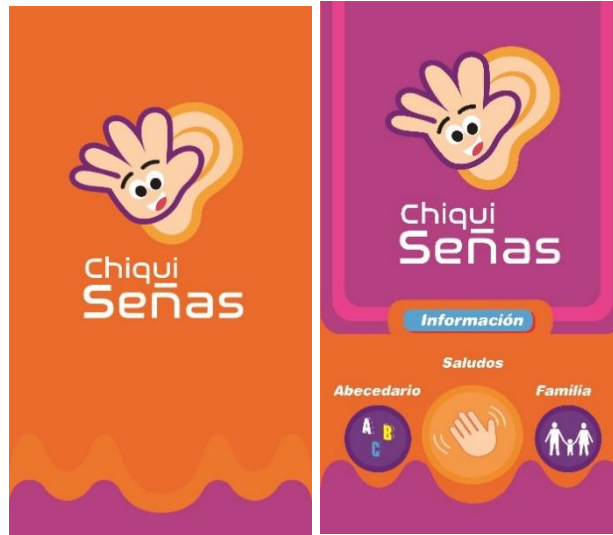 Chiqui
Señas
Chiqui
Señas
Información
Saludos
Abecedario
Familia
A B
C